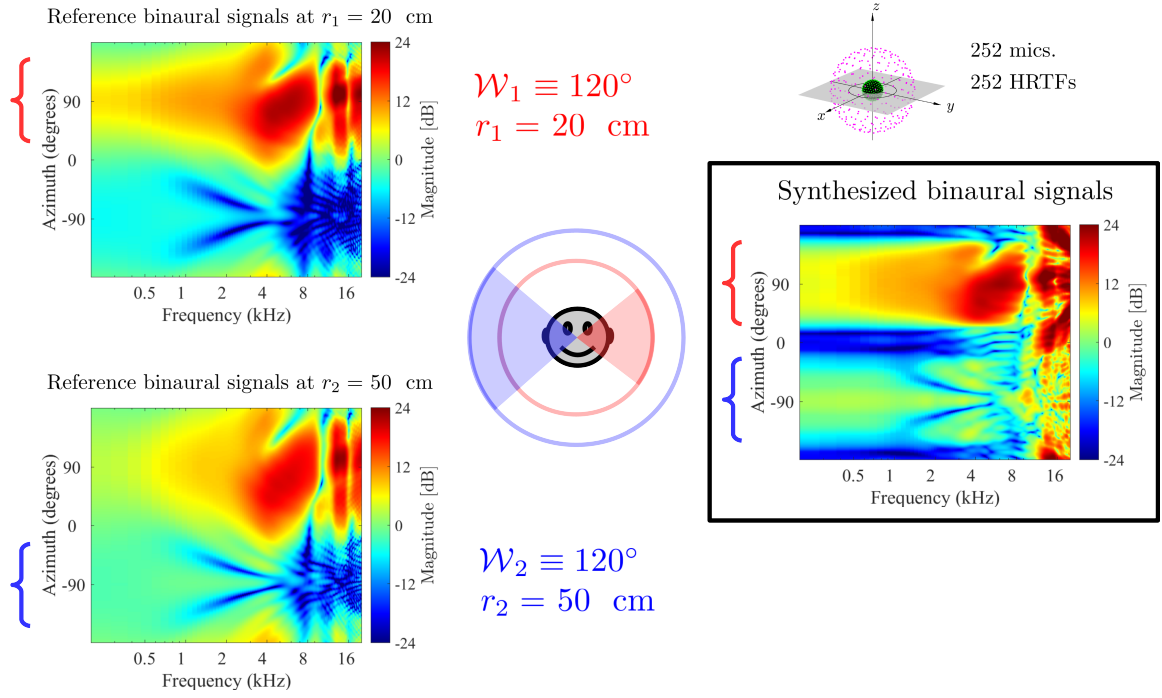 Reference binaural signals at r₁ = 20 cm
Azimuth (degrees)
90
0
-90
0.5 1 2 4 8 16
Frequency (kHz)
24
12
0
-12
-24
Magnitude [dB]
𝒲₁ ≡ 120°
r₁ = 20 cm
z
y
x
252 mics.
252 HRTFs
Synthesized binaural signals
Azimuth (degrees)
90
0
-90
0.5 1 2 4 8 16
Frequency (kHz)
24
12
0
-12
-24
Magnitude [dB]
Reference binaural signals at r₂ = 50 cm
Azimuth (degrees)
90
0
-90
0.5 1 2 4 8 16
Frequency (kHz)
24
12
0
-12
-24
Magnitude [dB]
𝒲₂ ≡ 120°
r₂ = 50 cm